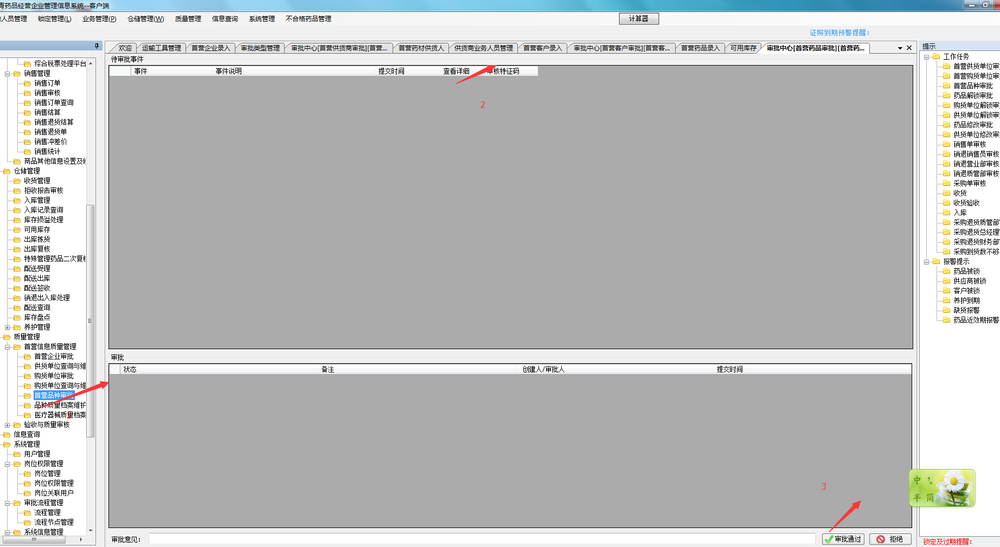 青药品经营企业管理信息系统--客户端
人员管理 锁定管理(L) 业务管理(P) 仓储管理(W) 质量管理 信息查询 系统管理 不合格药品管理
计算器
证照到期预警提醒：
欢迎 运输工具管理 首营企业录入 审批类型管理 审批中心[首营供货商审批][首营... 首营药材供货人 供货商业务人员管理 首营客户录入 审批中心[首营客户审批][首营客... 首营药品录入 可用库存 审批中心[首营药品审批][首营药...
综合税票处理平台
销售管理
销售订单
销售审核
销售订单查询
销售结算
销售退货结算
销售退货单
销售冲差价
销售统计
商品其他信息设置及
仓储管理
收货管理
拒收报告审核
入库管理
入库记录查询
库存损溢处理
可用库存
出库拣货
出库复核
特殊管理药品二次复
配送受理
配送出库
配送签收
销退出入库处理
配送查询
库存盘点
养护管理
质量管理
首营信息质量管理
首营企业审批
供货单位查询与维
购货单位审批
购货单位查询与维
首营品种审批
品种质量档案维护
医疗器械质量档案
验收与质量审核
信息查询
系统管理
用户管理
岗位权限管理
岗位管理
岗位权限管理
岗位关联用户
审批流程管理
流程管理
流程节点管理
系统信息管理
待审批事件
事件 事件说明 提交时间 查看详细 审核特征码
2
审批
状态 备注 创建人/审批人 提交时间
3
审批意见：
审批通过 拒绝
提示
工作任务
首营供货单位审
首营购货单位审
首营品种审批
药品解锁审批
购货单位解锁审
供货单位解锁审
药品修改审批
供货单位修改审
销售单审核
销退销售员审核
销退营业部审核
销退质管部审核
采购单审核
收货
收货验收
入库
采购退货质管部
采购退货总经理
采购退货财务部
采购到货数不够
报警提示
药品被锁
供应商被锁
客户被锁
养护到期
缺货报警
药品近效期报警
中 ’。
半 简
锁定及过期提醒：